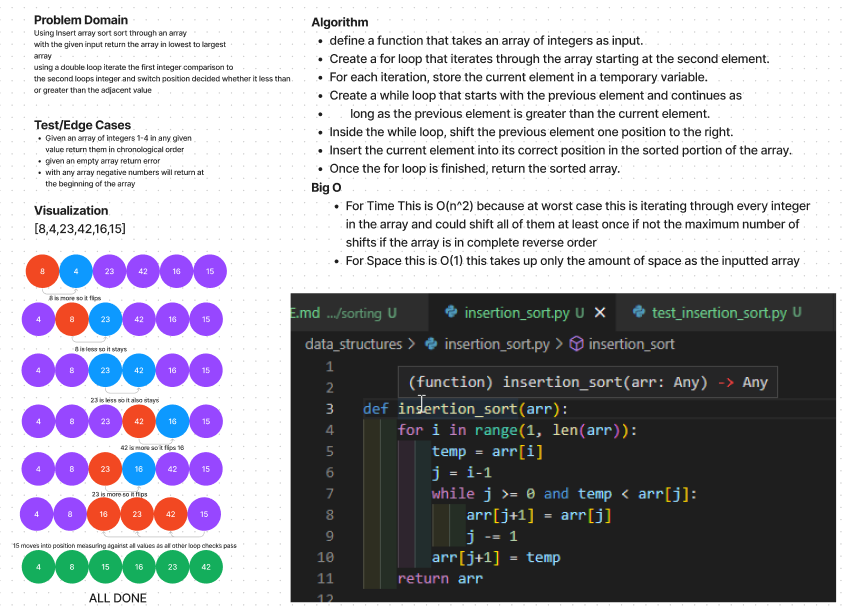 Problem Domain
Using Insert array sort sort through an array
with the given input return the array in lowest to largest
array
using a double loop iterate the first integer comparison to
the second loops integer and switch position decided whether it less than
or greater than the adjacent value
Test/Edge Cases
Given an array of integers 1-4 in any given
value return them in chronological order
given an empty array return error
with any array negative numbers will return at
the beginning of the array
Visualization
[8,4,23,42,16,15]
8 4 23 42 16 15
8 is more so it flips
4 8 23 42 16 15
8 is less so it stays
4 8 23 42 16 15
23 is less so it also stays
4 8 23 42 16 15
42 is more so it flips 16
4 8 23 16 42 15
23 is more so it flips
4 8 16 23 42 15
15 moves into position measuring against all values as all other loop checks pass
4 8 15 16 23 42
ALL DONE
Algorithm
define a function that takes an array of integers as input.
Create a for loop that iterates through the array starting at the second element.
For each iteration, store the current element in a temporary variable.
Create a while loop that starts with the previous element and continues as
long as the previous element is greater than the current element.
Inside the while loop, shift the previous element one position to the right.
Insert the current element into its correct position in the sorted portion of the array.
Once the for loop is finished, return the sorted array.
Big O
For Time This is O(n^2) because at worst case this is iterating through every integer
in the array and could shift all of them at least once if not the maximum number of
shifts if the array is in complete reverse order
For Space this is O(1) this takes up only the amount of space as the inputted array
E.md .../sorting U insertion_sort.py U test_insertion_sort.py U
data_structures > insertion_sort.py > insertion_sort
1
2 (function) insertion_sort(arr: Any) -> Any
3 def insertion_sort(arr):
4 for i in range(1, len(arr)):
5 temp = arr[i]
6 j = i-1
7 while j >= 0 and temp < arr[j]:
8 arr[j+1] = arr[j]
9 j -= 1
10 arr[j+1] = temp
11 return arr
12